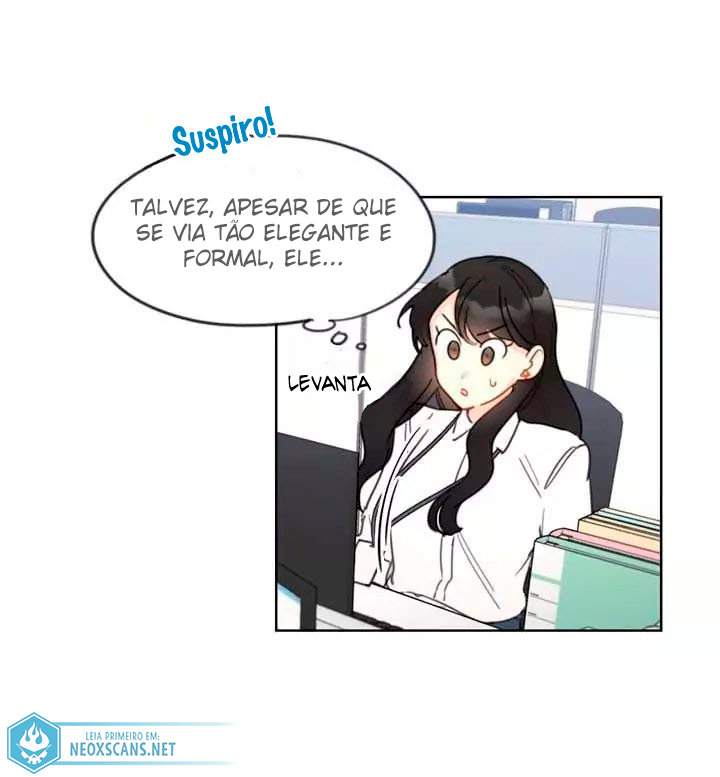 Suspiro!
TALVEZ, APESAR DE QUE
SE VIA TÃO ELEGANTE E
FORMAL, ELE...
LEVANTA
LEIA PRIMEIRO EM:
NEOXSCANS.NET